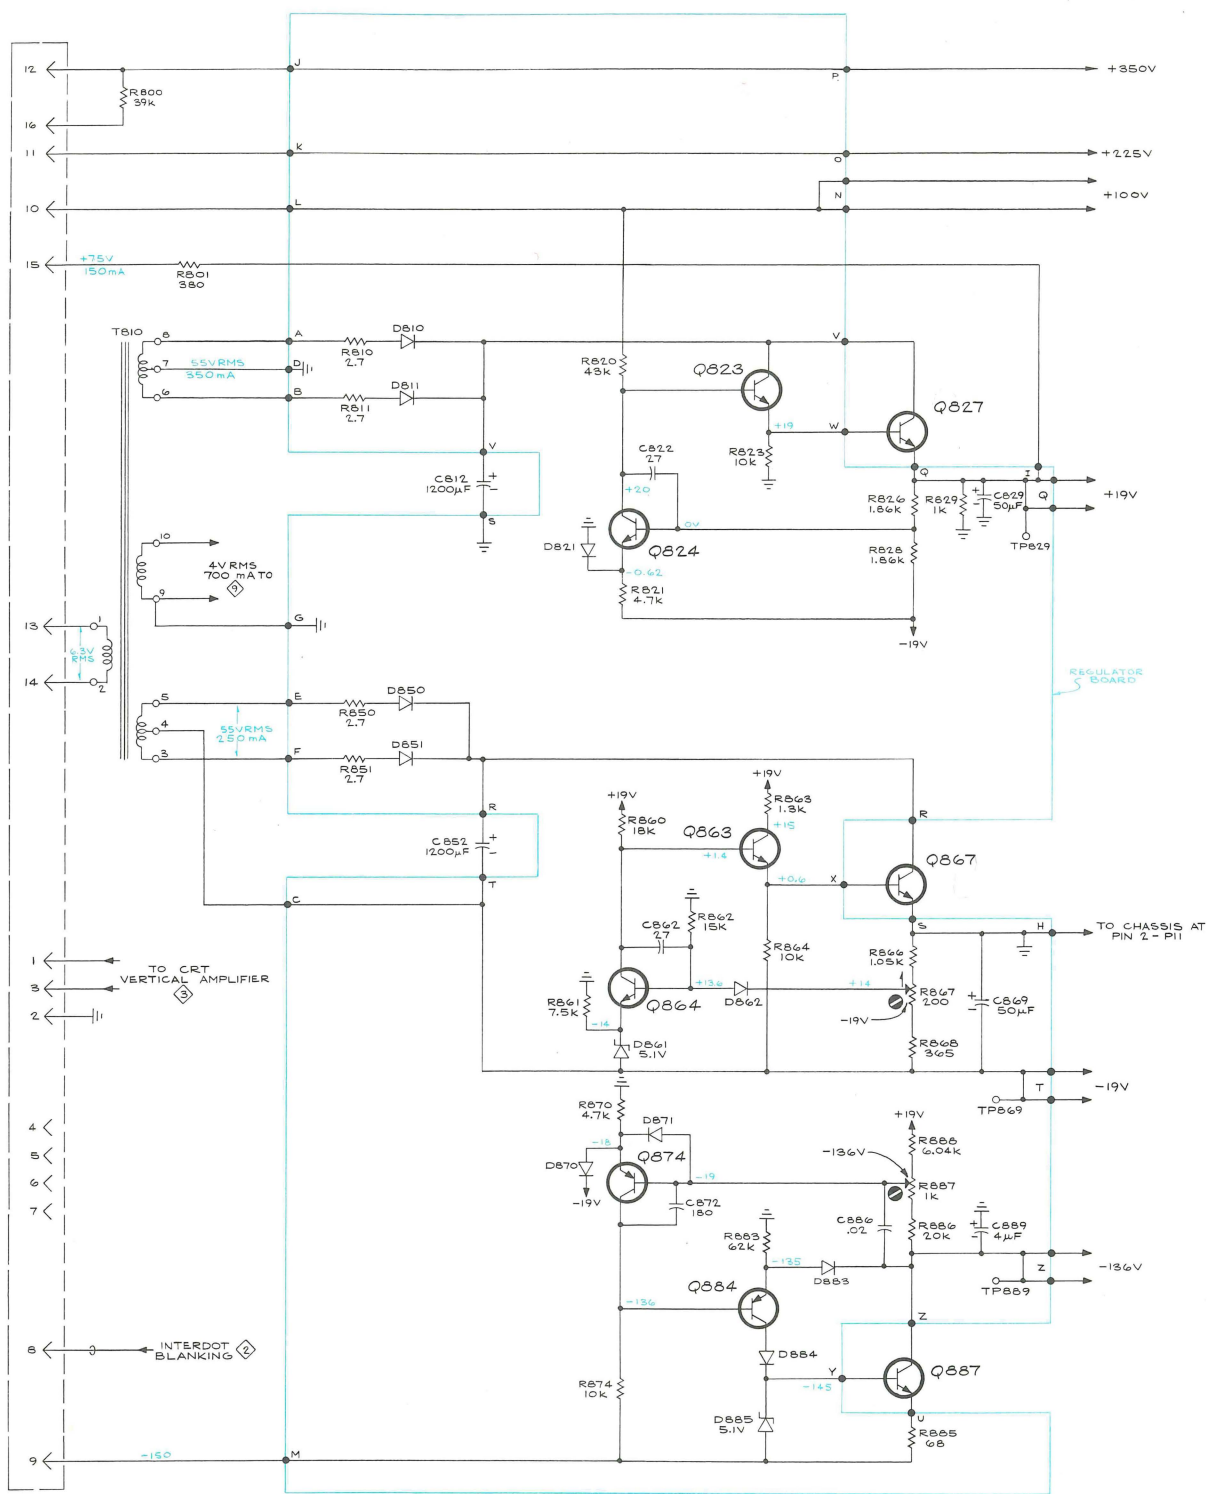 12
J
P
+350V
R800
39k
16
11
K
O
+225V
N
10
L
+100V
15
+75V
150mA
R801
380
T810
8
A
D810
V
R810
2.7
7
55VRMS
350mA
D
6
B
D811
R811
2.7
R820
43k
Q823
Q827
+19
W
R823
10k
V
C812
1200µF
+
-
S
C822
27
+20
Q
I
Q
+19V
R826
1.86k
R829
1k
+
-
C829
50µF
TP829
0V
D821
Q824
-0.62
R821
4.7k
R828
1.86k
-19V
10
4V RMS
700 mA TO
9
9
G
13
1
6.3V
RMS
14
2
REGULATOR
BOARD
5
E
D850
R850
2.7
4
55VRMS
250mA
3
F
D851
R851
2.7
+19V
R863
1.3k
+15
+19V
R860
18k
Q863
+1.4
R
R
C852
1200µF
+
-
T
Q867
X
+0.6
C
S
H
TO CHASSIS AT
PIN 2 - P11
C862
27
R862
15k
R864
10k
R866
1.05k
1
3
2
TO CRT
VERTICAL AMPLIFIER
3
R861
7.5k
Q864
+13.6
D862
+14
R867
200
-19V
+
-
C869
50µF
-14
D861
5.1V
R868
365
T
-19V
TP869
4
5
6
7
R870
4.7k
D871
-18
D870
Q874
-19V
-19
C872
180
+19V
R888
6.04k
-136V
R887
1k
C886
.02
R886
20k
+
-
C889
4µF
R883
62k
-135
D883
Z
-136V
TP889
Q884
-136
Z
8
INTERDOT
BLANKING
2
D884
Y
-145
Q887
R874
10k
D885
5.1V
U
R885
68
9
-150
M